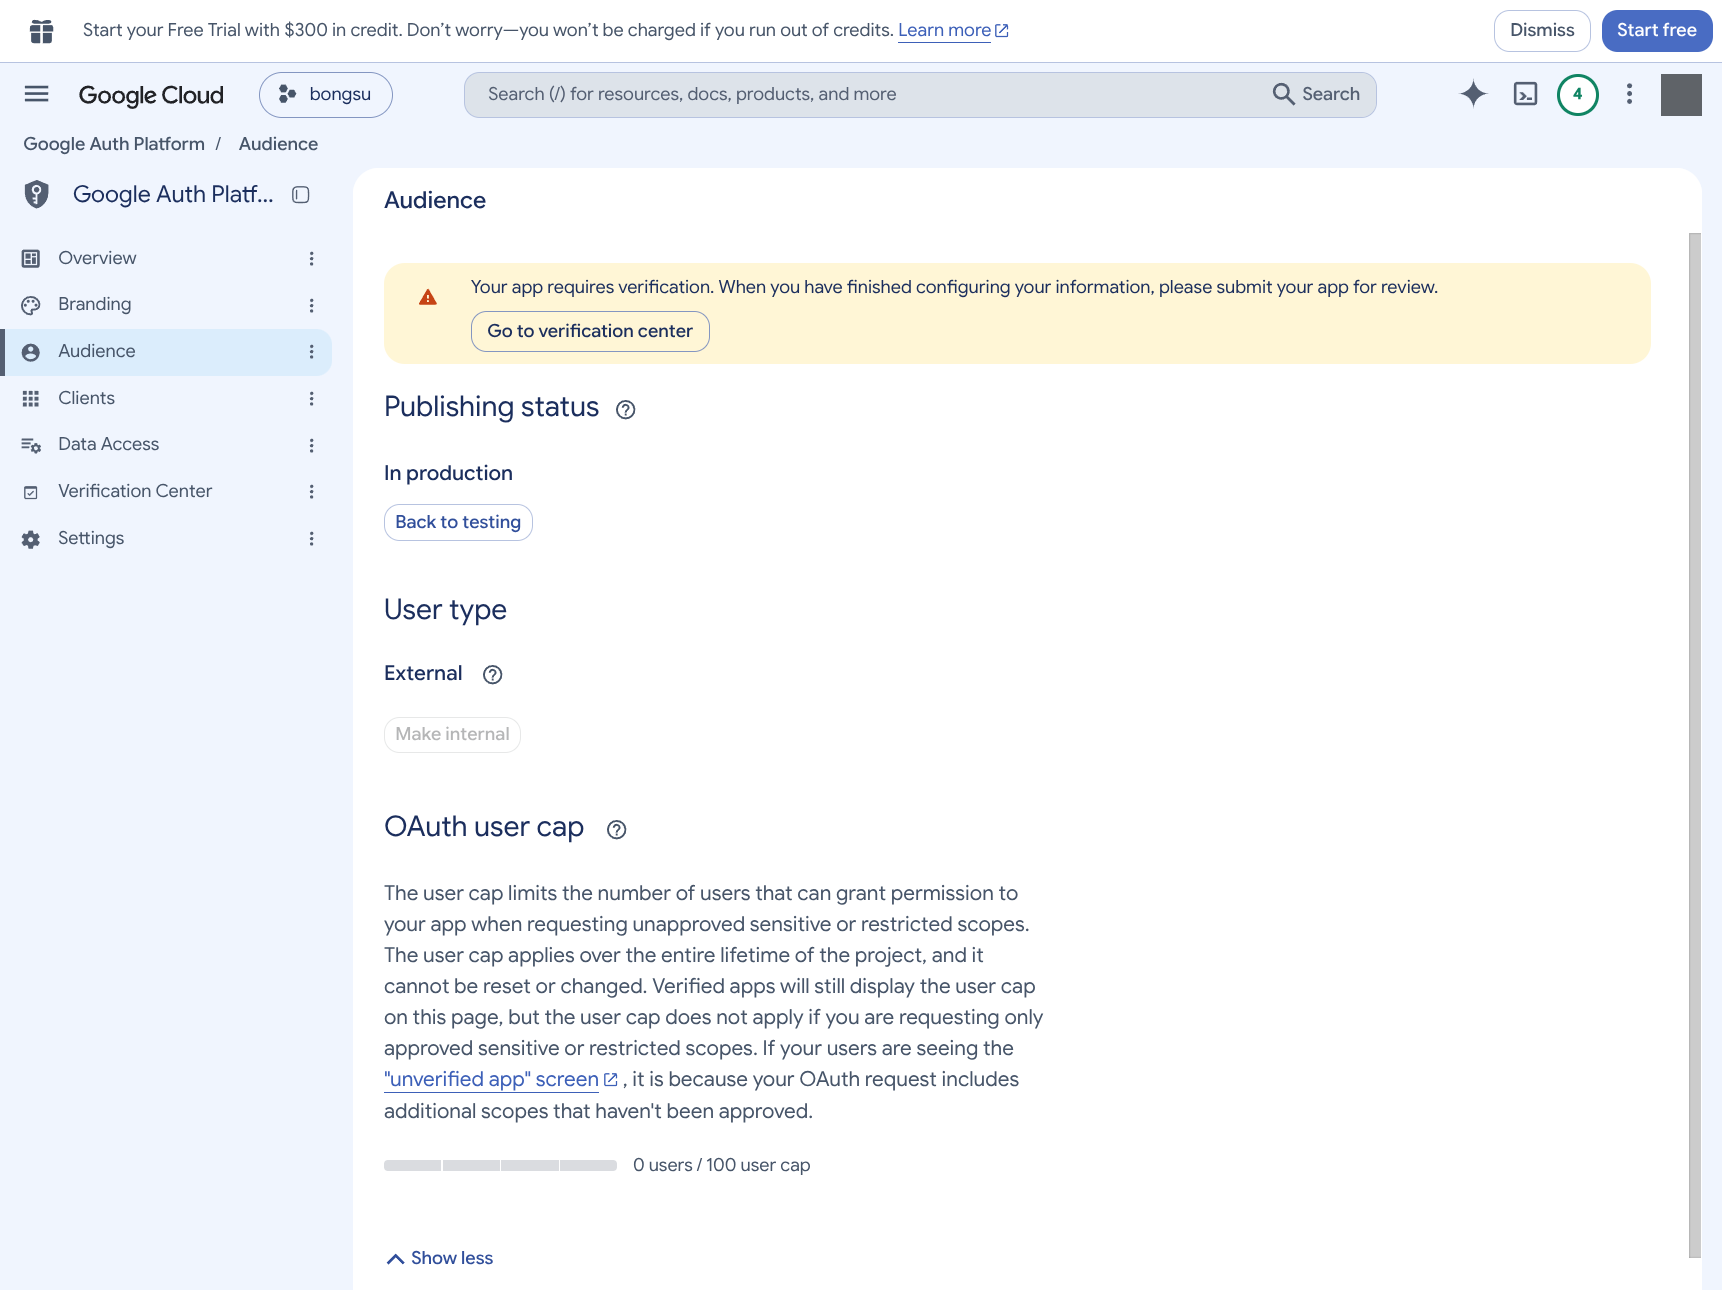 Start your Free Trial with $300 in credit. Don’t worry—you won’t be charged if you run out of credits. Learn more
Dismiss
Start free
Google Cloud
bongsu
Search (/) for resources, docs, products, and more
Search
4
Google Auth Platform / Audience
Google Auth Platf...
Overview
Branding
Audience
Clients
Data Access
Verification Center
Settings
Audience
Your app requires verification. When you have finished configuring your information, please submit your app for review.
Go to verification center
Publishing status
In production
Back to testing
User type
External
Make internal
OAuth user cap
The user cap limits the number of users that can grant permission to
your app when requesting unapproved sensitive or restricted scopes.
The user cap applies over the entire lifetime of the project, and it
cannot be reset or changed. Verified apps will still display the user cap
on this page, but the user cap does not apply if you are requesting only
approved sensitive or restricted scopes. If your users are seeing the
"unverified app" screen , it is because your OAuth request includes
additional scopes that haven't been approved.
0 users / 100 user cap
Show less